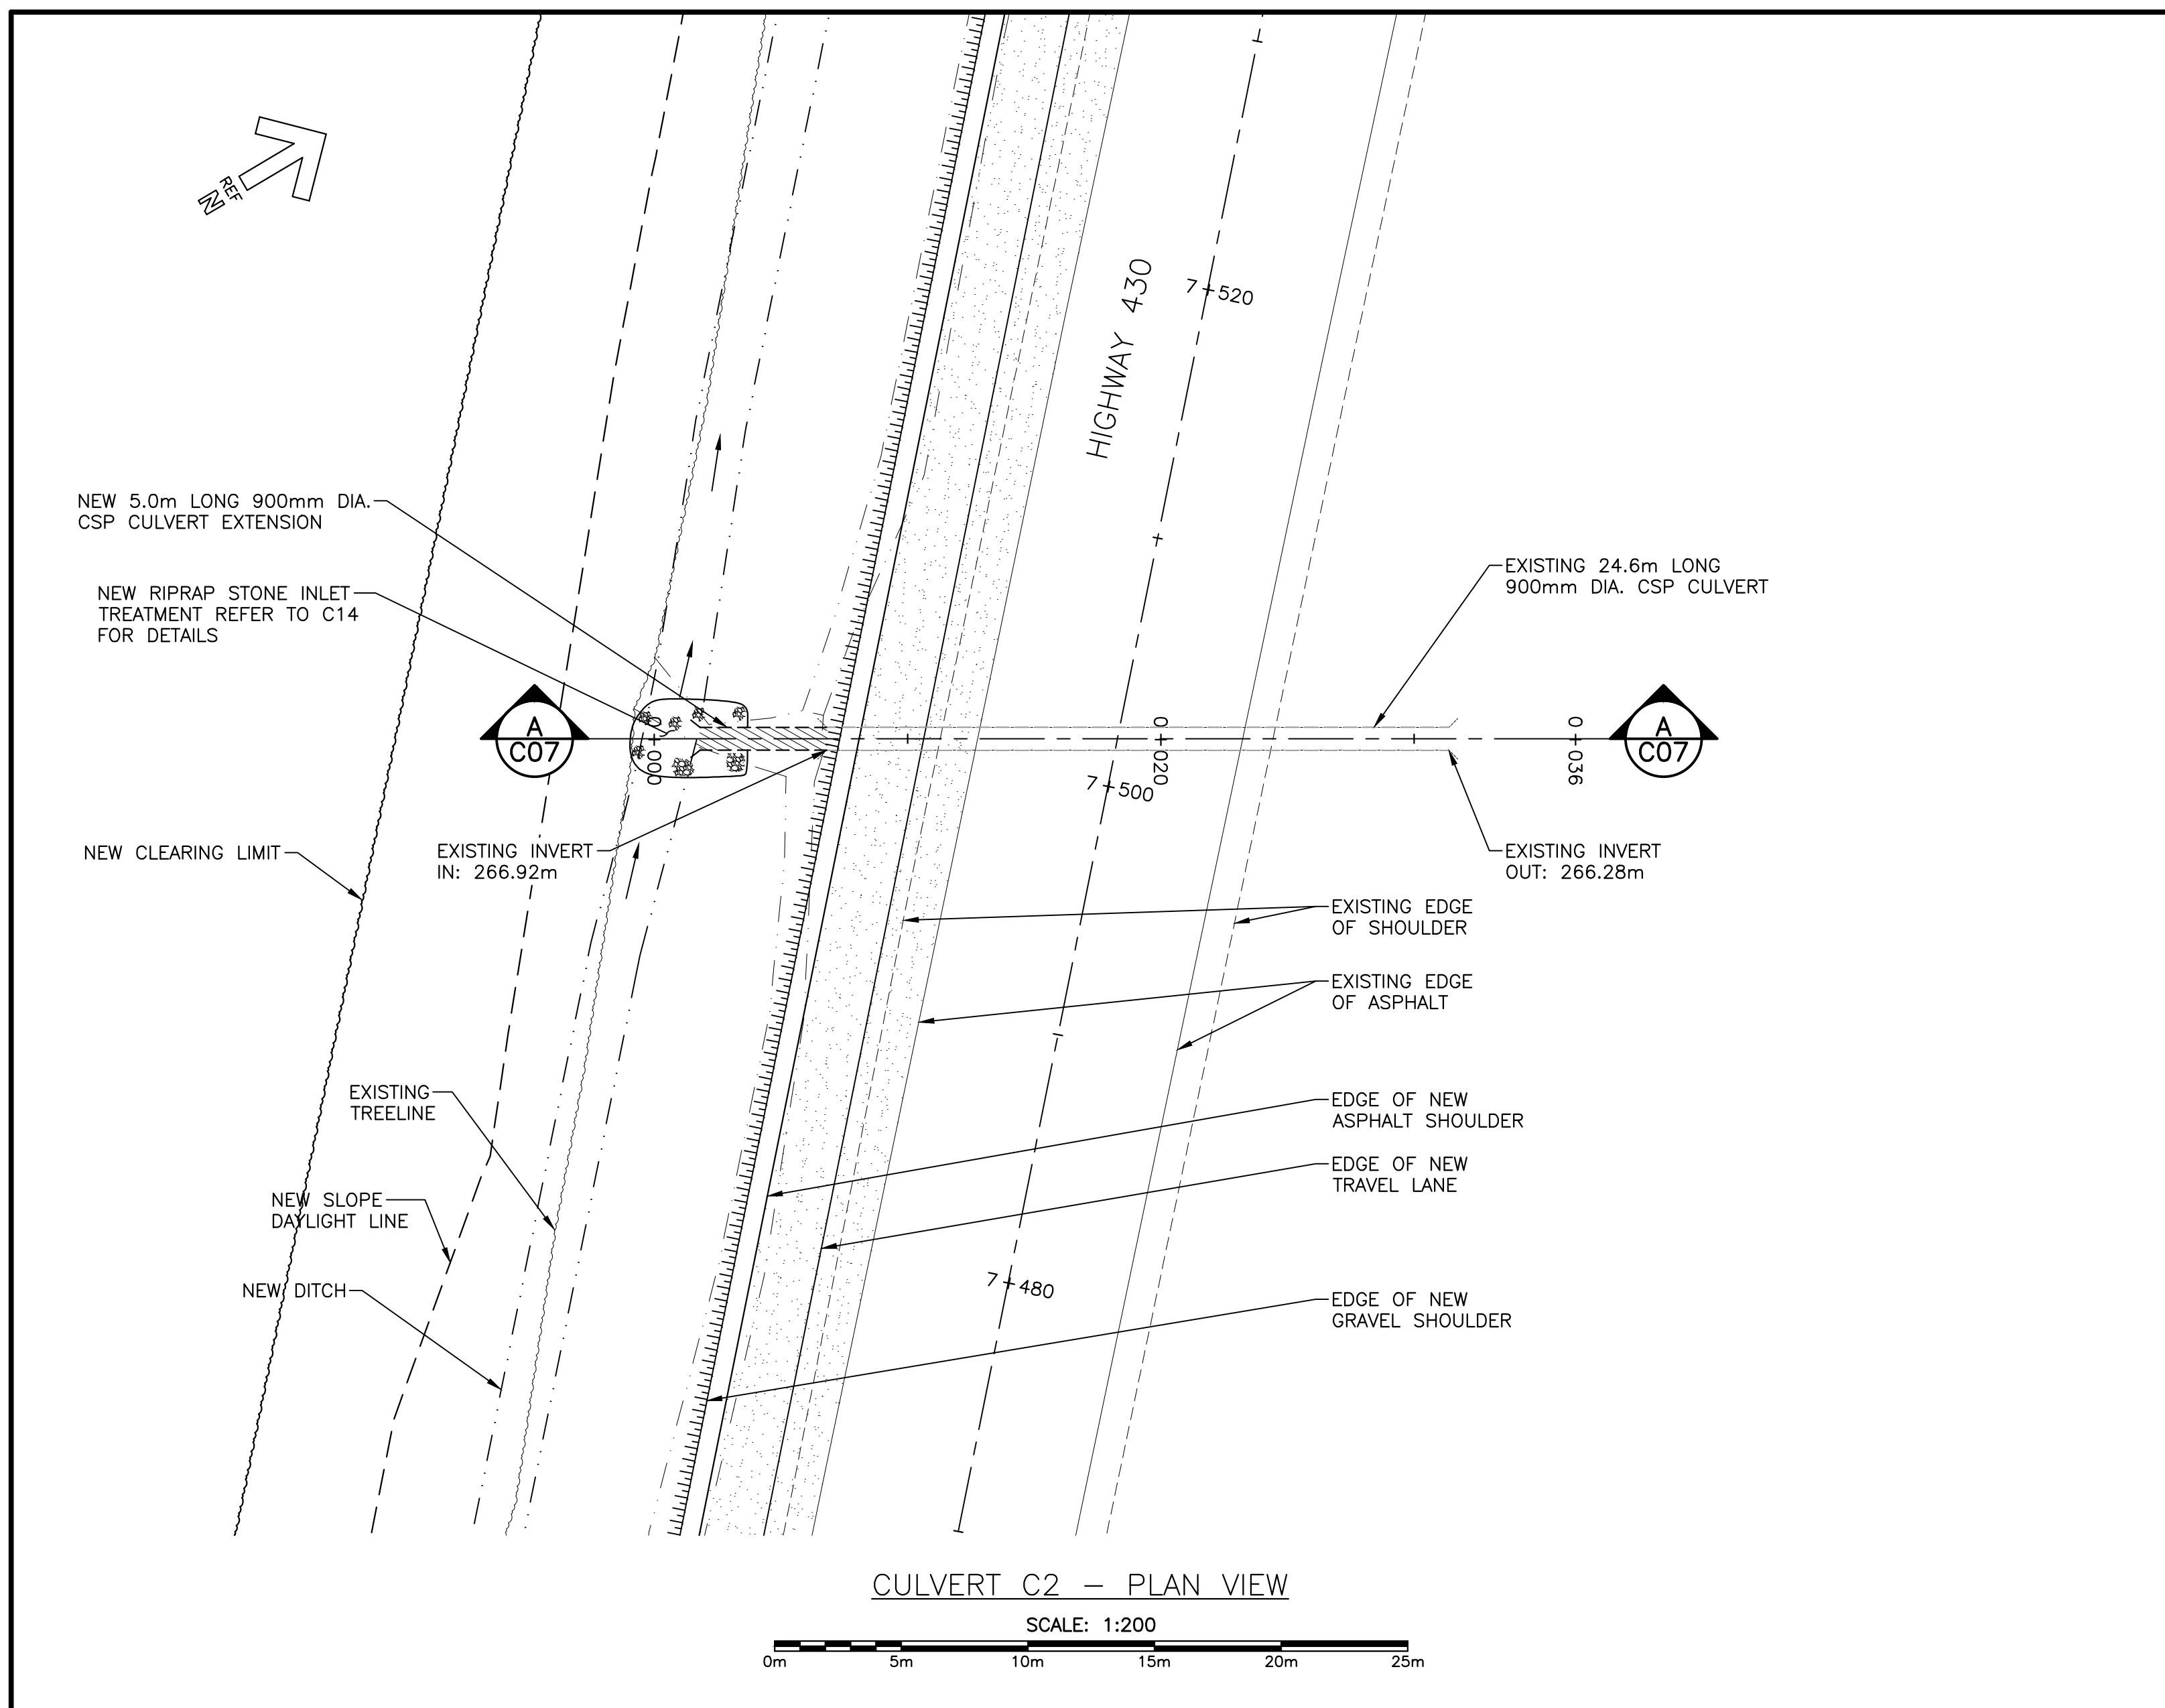 REF
N
HIGHWAY 430
7+520
NEW 5.0m LONG 900mm DIA.
CSP CULVERT EXTENSION
NEW RIPRAP STONE INLET
TREATMENT REFER TO C14
FOR DETAILS
EXISTING 24.6m LONG
900mm DIA. CSP CULVERT
A
C07
0+000
0+020
0+036
A
C07
7+500
NEW CLEARING LIMIT
EXISTING INVERT
IN: 266.92m
EXISTING INVERT
OUT: 266.28m
EXISTING EDGE
OF SHOULDER
EXISTING EDGE
OF ASPHALT
EXISTING
TREELINE
EDGE OF NEW
ASPHALT SHOULDER
EDGE OF NEW
TRAVEL LANE
NEW SLOPE
DAYLIGHT LINE
NEW DITCH
7+480
EDGE OF NEW
GRAVEL SHOULDER
CULVERT C2 – PLAN VIEW
SCALE: 1:200
0m 5m 10m 15m 20m 25m